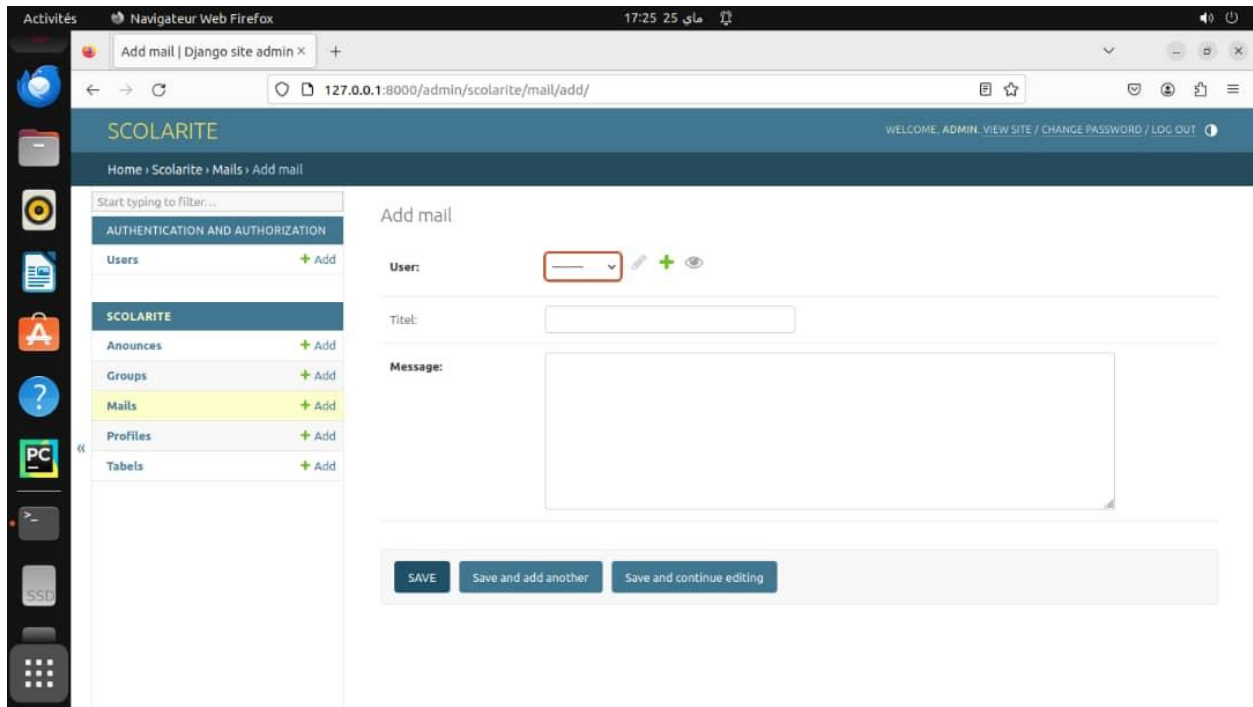 Activités Navigateur Web Firefox 17:25 25 ماي
Add mail | Django site admin × +
127.0.0.1:8000/admin/scolarite/mail/add/
SCOLARITE WELCOME, ADMIN. VIEW SITE / CHANGE PASSWORD / LOG OUT
Home › Scolarite › Mails › Add mail
Start typing to filter...
AUTHENTICATION AND AUTHORIZATION
Users + Add
SCOLARITE
Anounces + Add
Groups + Add
Mails + Add
Profiles + Add
Tabels + Add
«
Add mail
User: -------
Titel:
Message:
SAVE Save and add another Save and continue editing
PC
SSD